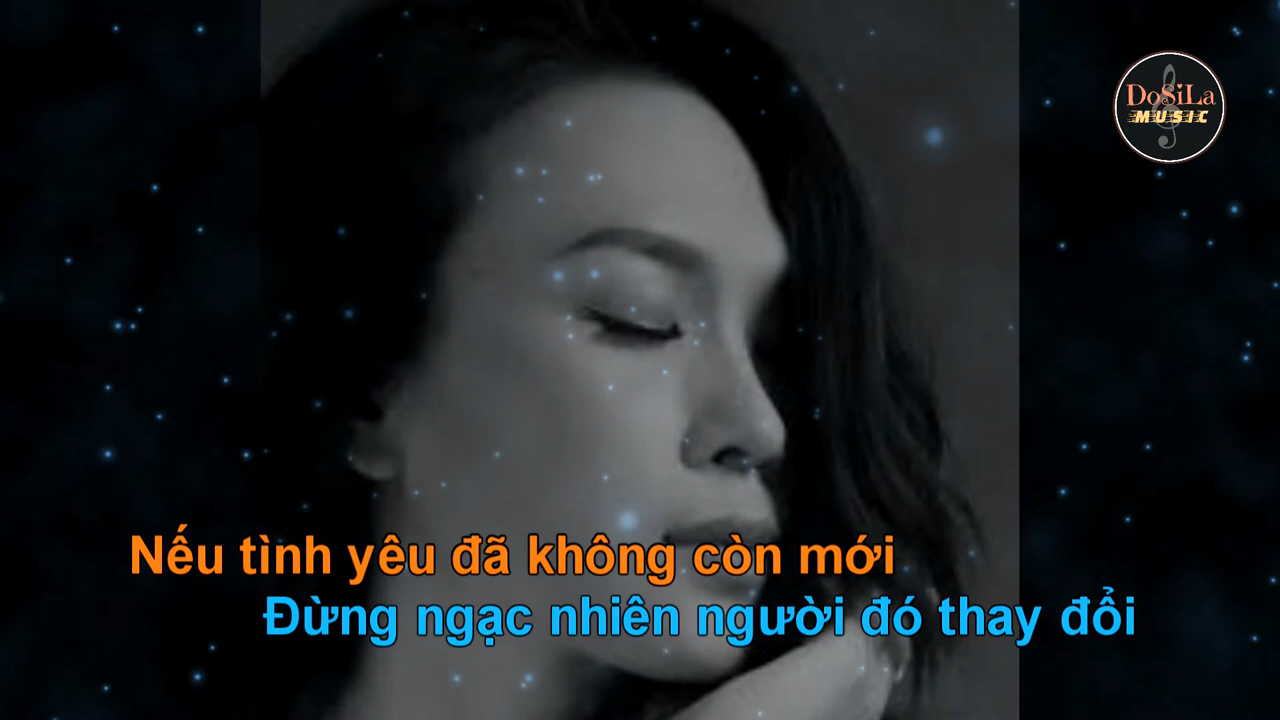 DoSiLa
MUSIC
Nếu tình yêu đã không còn mới
Đừng ngạc nhiên người đó thay đổi